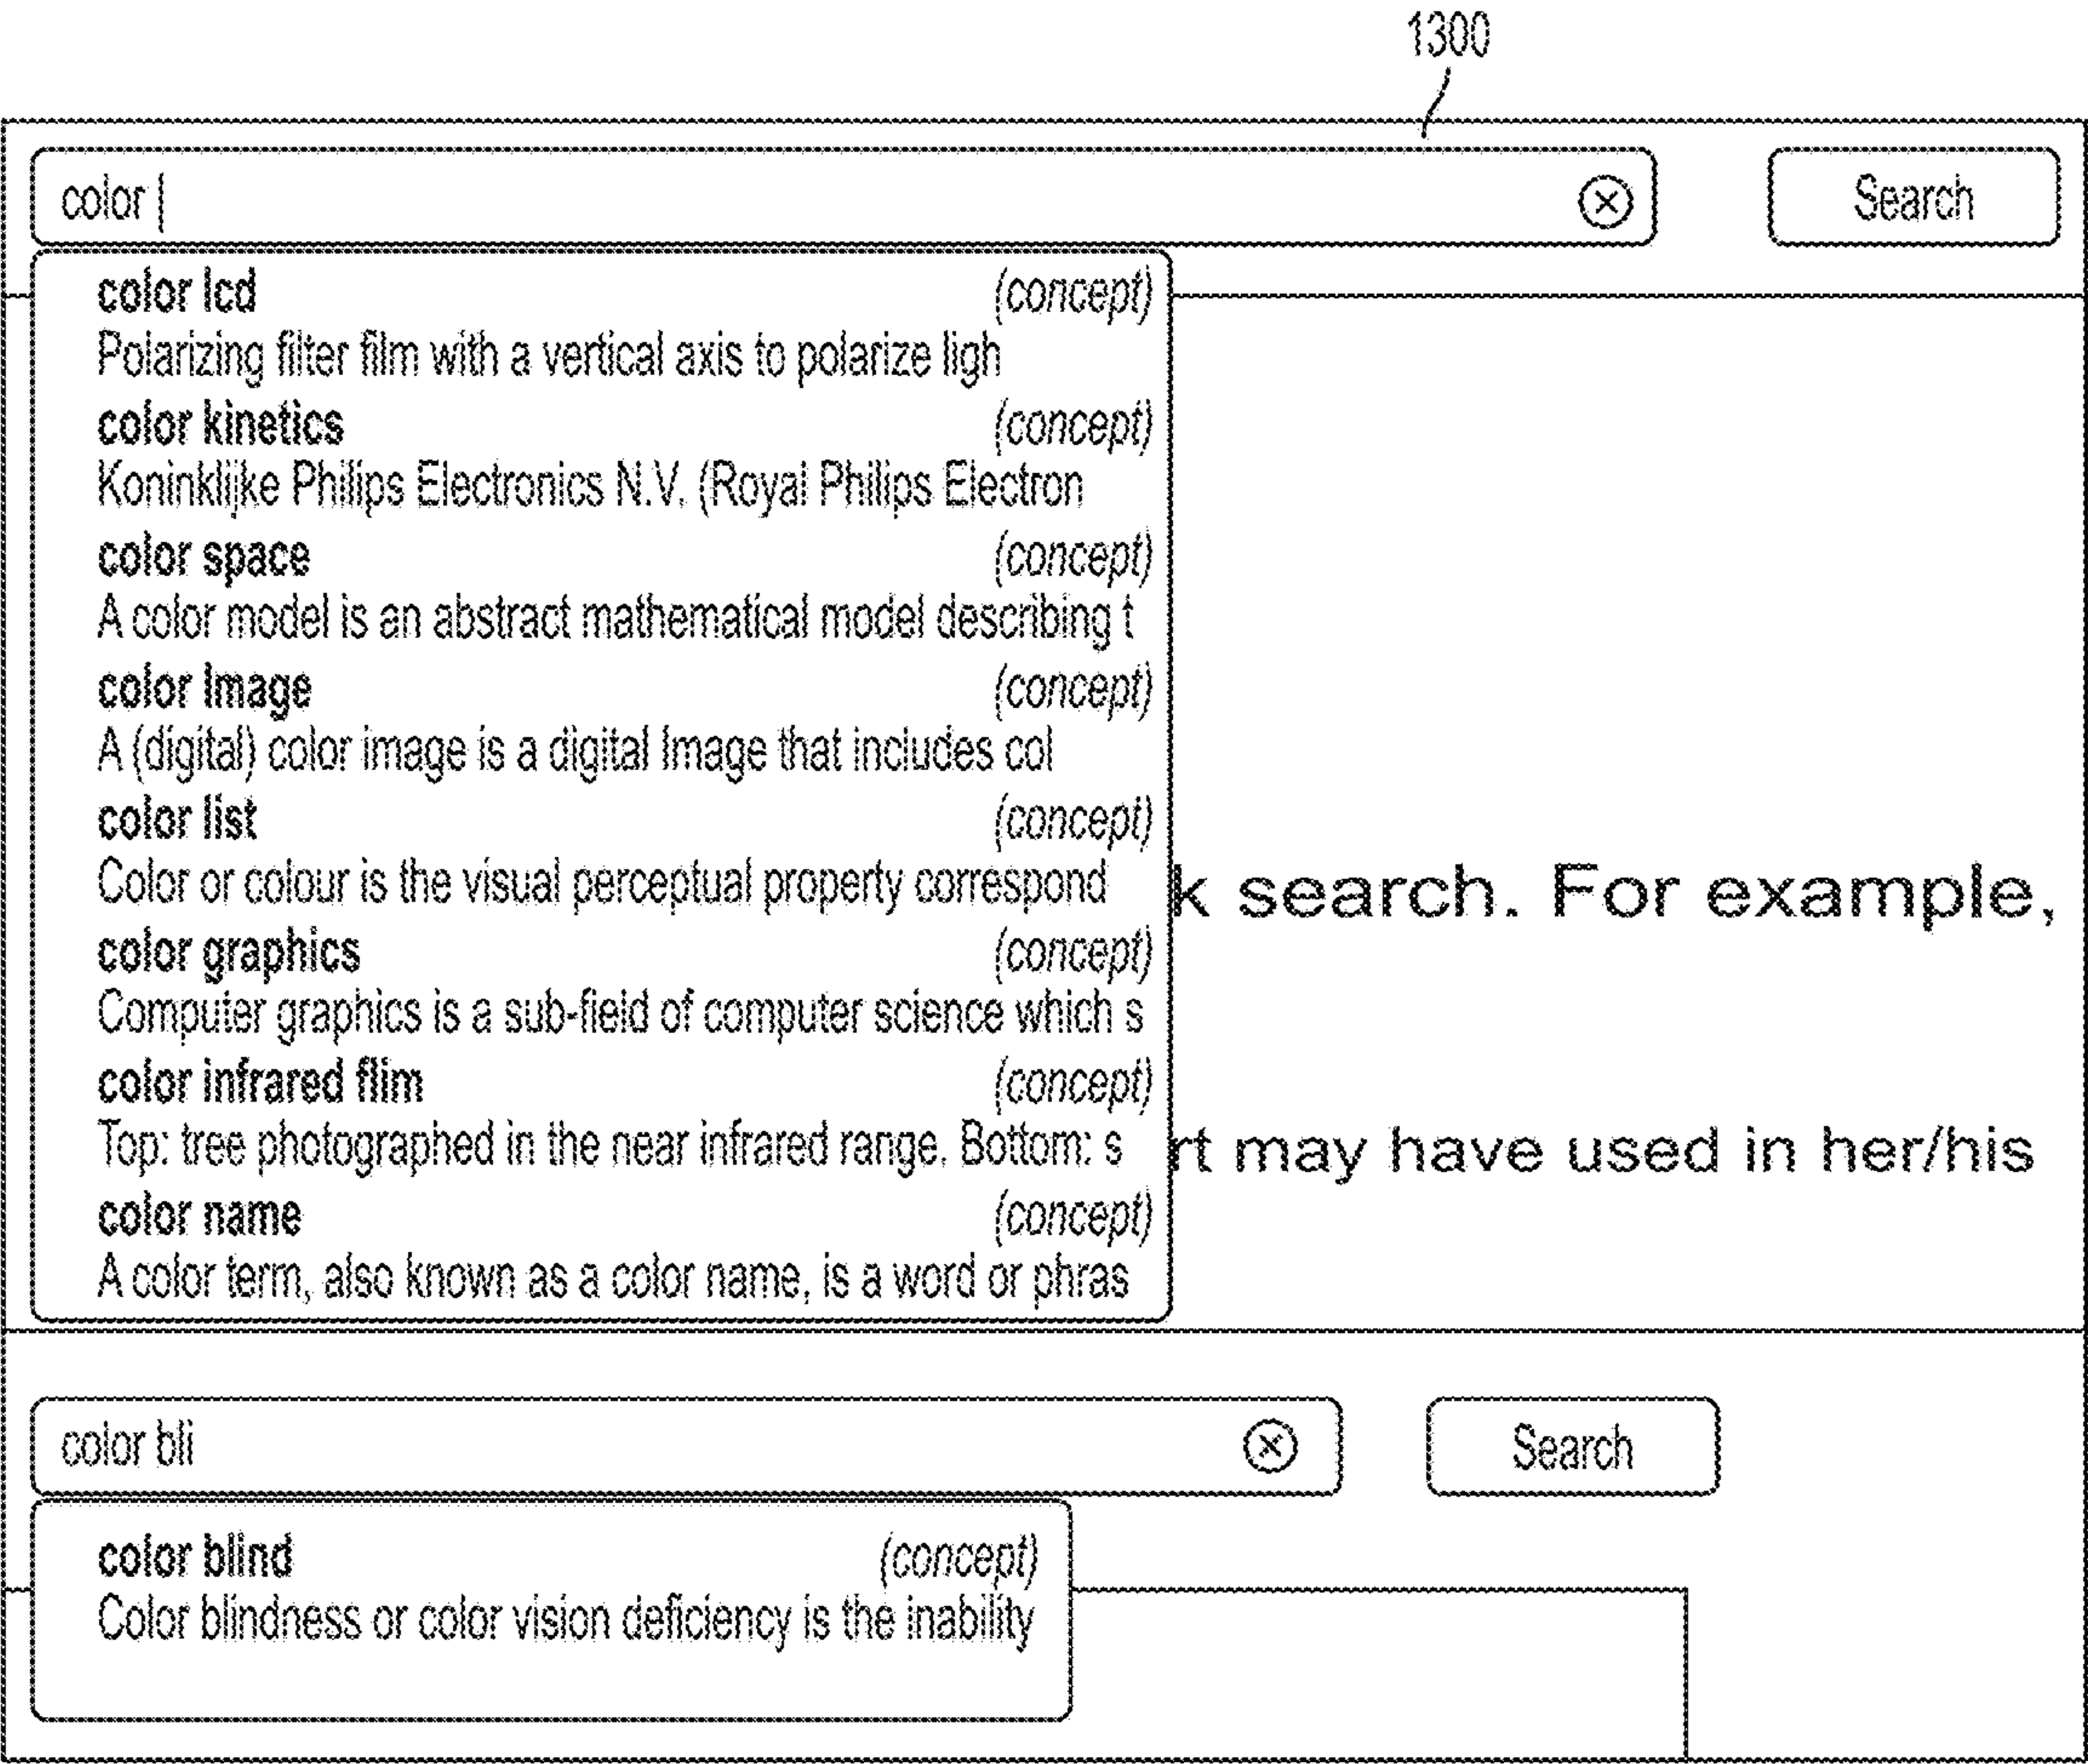 1300
color
Search
color lcd (concept)
Polarizing filter film with a vertical axis to polarize ligh
color kinetics (concept)
Koninklijke Philips Electronics N.V. (Royal Philips Electron
color space (concept)
A color model is an abstract mathematical model describing t
color Image (concept)
A (digital) color image is a digital Image that includes col
color list (concept)
Color or colour is the visual perceptual property correspond
k search. For example,
color graphics (concept)
Computer graphics is a sub-field of computer science which s
color infrared flim (concept)
Top: tree photographed in the near infrared range. Bottom: s
rt may have used in her/his
color name (concept)
A color term, also known as a color name, is a word or phras
color bli
Search
color blind (concept)
Color blindness or color vision deficiency is the inability